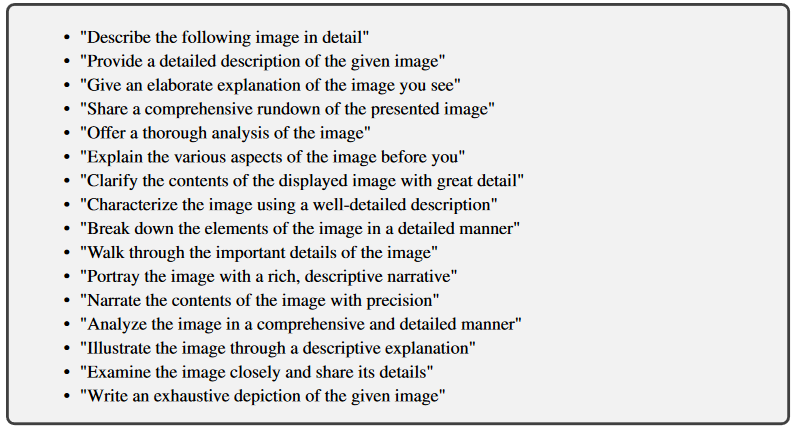 • "Describe the following image in detail"
• "Provide a detailed description of the given image"
• "Give an elaborate explanation of the image you see"
• "Share a comprehensive rundown of the presented image"
• "Offer a thorough analysis of the image"
• "Explain the various aspects of the image before you"
• "Clarify the contents of the displayed image with great detail"
• "Characterize the image using a well-detailed description"
• "Break down the elements of the image in a detailed manner"
• "Walk through the important details of the image"
• "Portray the image with a rich, descriptive narrative"
• "Narrate the contents of the image with precision"
• "Analyze the image in a comprehensive and detailed manner"
• "Illustrate the image through a descriptive explanation"
• "Examine the image closely and share its details"
• "Write an exhaustive depiction of the given image"